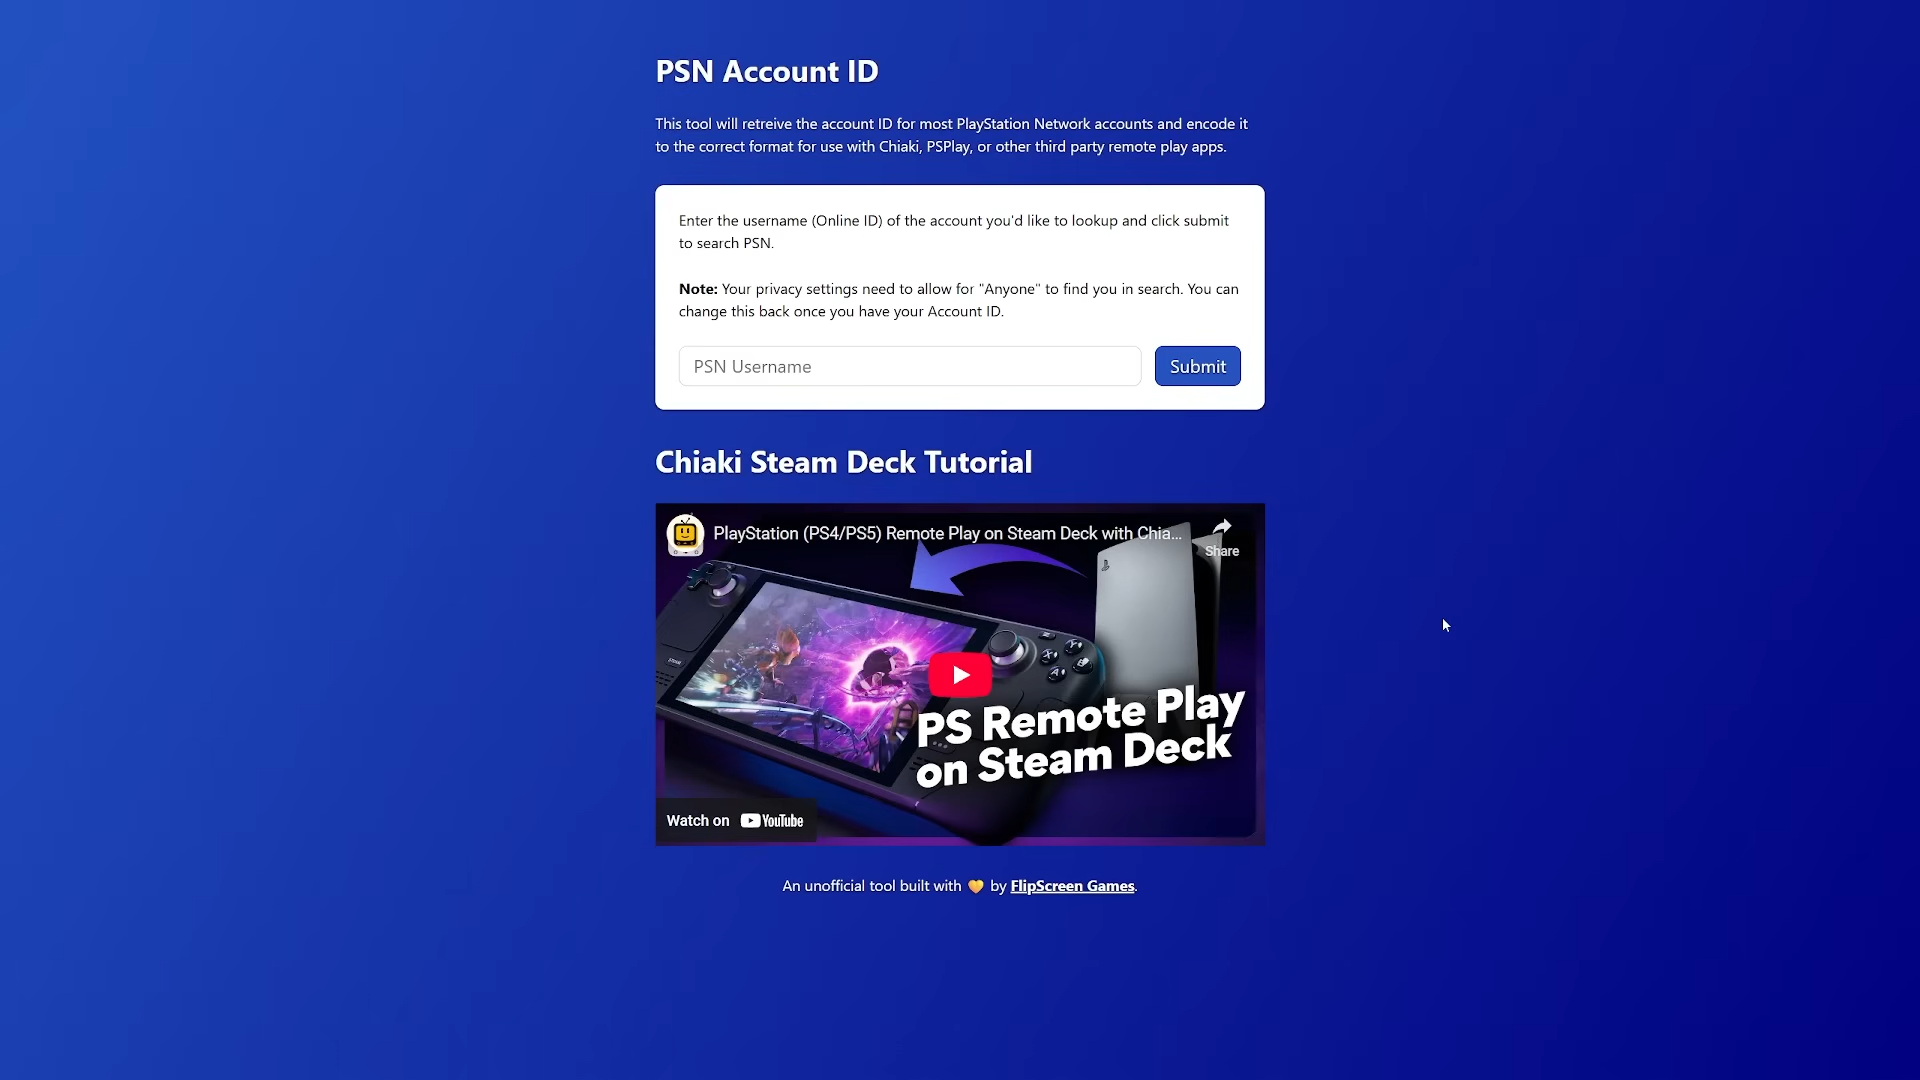 PSN Account ID
This tool will retreive the account ID for most PlayStation Network accounts and encode it
to the correct format for use with Chiaki, PSPlay, or other third party remote play apps.
Enter the username (Online ID) of the account you'd like to lookup and click submit
to search PSN.
Note: Your privacy settings need to allow for "Anyone" to find you in search. You can
change this back once you have your Account ID.
PSN Username
Submit
Chiaki Steam Deck Tutorial
PlayStation (PS4/PS5) Remote Play on Steam Deck with Chia...
Share
Y
X
B
A
PS Remote Play
on Steam Deck
Watch on YouTube
An unofficial tool built with 💛 by FlipScreen Games.